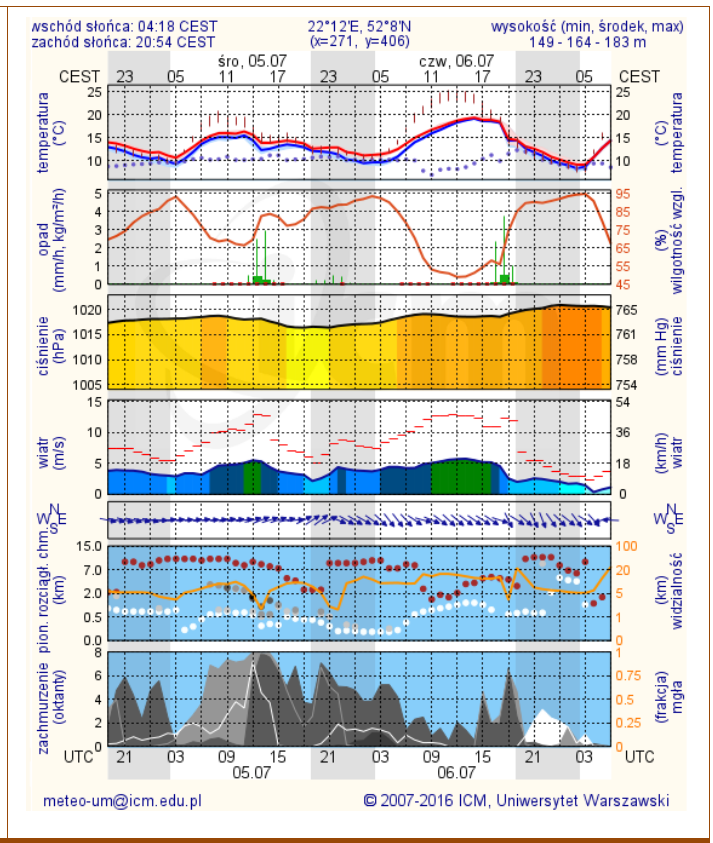 wschód słońca: 04:18 CEST 22°12'E, 52°8'N wysokość (min, środek, max)
zachód słońca: 20:54 CEST (x=271, y=406) 149 - 164 - 183 m
śro, 05.07 czw, 06.07
CEST 23 05 11 17 23 05 11 17 23 05 CEST
temperatura
(°C)
25
20
15
10
25
20
15
10
(°C)
temperatura
opad
(mm/h, kg/m²/h)
5
4
3
2
1
0
95
85
75
65
55
45
(%)
wilgotność wzgl.
ciśnienie
(hPa)
1020
1015
1010
1005
765
761
758
754
(mm Hg)
ciśnienie
wiatr
(m/s)
15
10
5
0
54
36
18
0
(km/h)
wiatr
N
W E
S
N
W E
S
pion. rozciągł. chm.
(km)
15.0
7.0
2.0
0.5
0.0
100
20
5
1
0
(km)
widzialność
zachmurzenie
(oktanty)
8
6
4
2
0
1
0.75
0.5
0.25
0
(frakcja)
mgła
UTC 21 03 09 15 21 03 09 15 21 03 UTC
05.07 06.07
meteo-um@icm.edu.pl © 2007-2016 ICM, Uniwersytet Warszawski